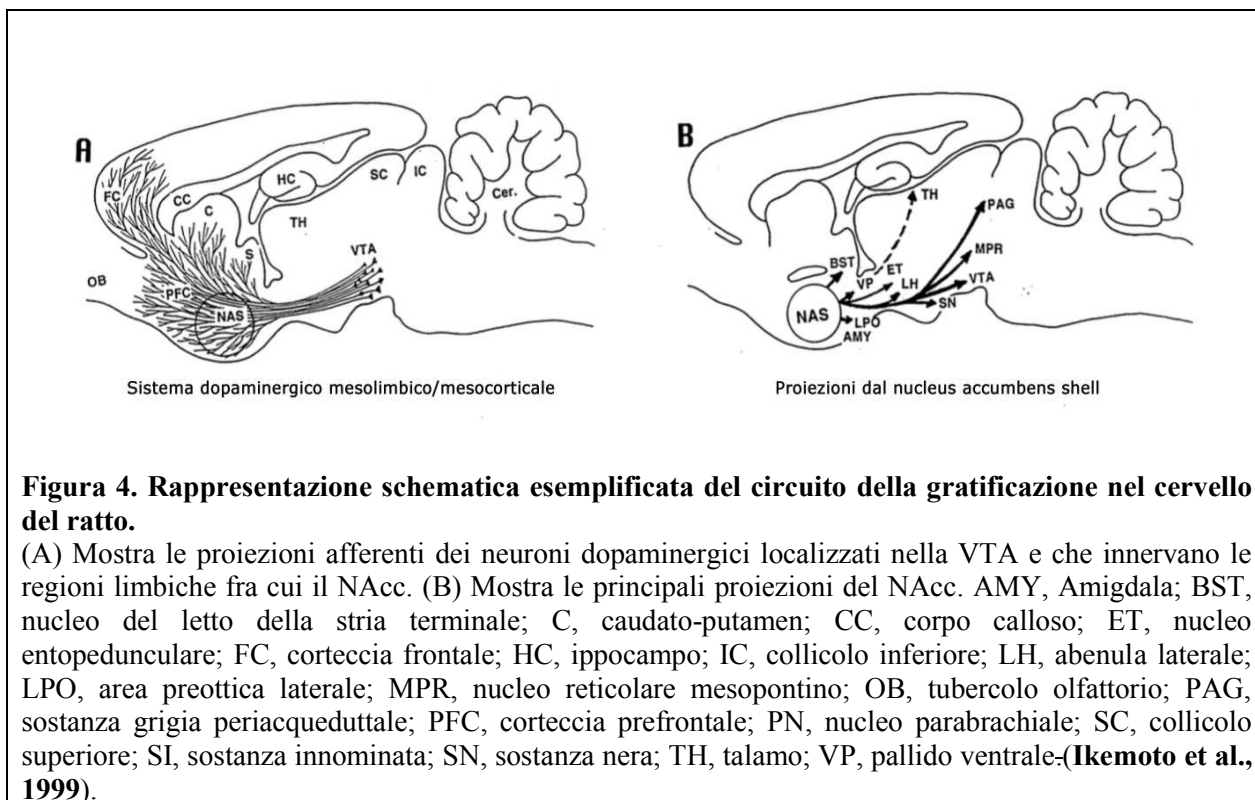 A
FC
CC
C
HC
SC
IC
Cer.
TH
S
VTA
OB
PFC
NAS
Sistema dopaminergico mesolimbico/mesocorticale
B
TH
PAG
MPR
BST
ET
VP
LH
VTA
SN
NAS
LPO
AMY
Proiezioni dal nucleus accumbens shell
Figura 4. Rappresentazione schematica esemplificata del circuito della gratificazione nel cervello
del ratto.
(A) Mostra le proiezioni afferenti dei neuroni dopaminergici localizzati nella VTA e che innervano le
regioni limbiche fra cui il NAcc. (B) Mostra le principali proiezioni del NAcc. AMY, Amigdala; BST,
nucleo del letto della stria terminale; C, caudato-putamen; CC, corpo calloso; ET, nucleo
entopedunculare; FC, corteccia frontale; HC, ippocampo; IC, collicolo inferiore; LH, abenula laterale;
LPO, area preottica laterale; MPR, nucleo reticolare mesopontino; OB, tubercolo olfattorio; PAG,
sostanza grigia periacqueduttale; PFC, corteccia prefrontale; PN, nucleo parabrachiale; SC, collicolo
superiore; SI, sostanza innominata; SN, sostanza nera; TH, talamo; VP, pallido ventrale.(Ikemoto et al.,
1999).